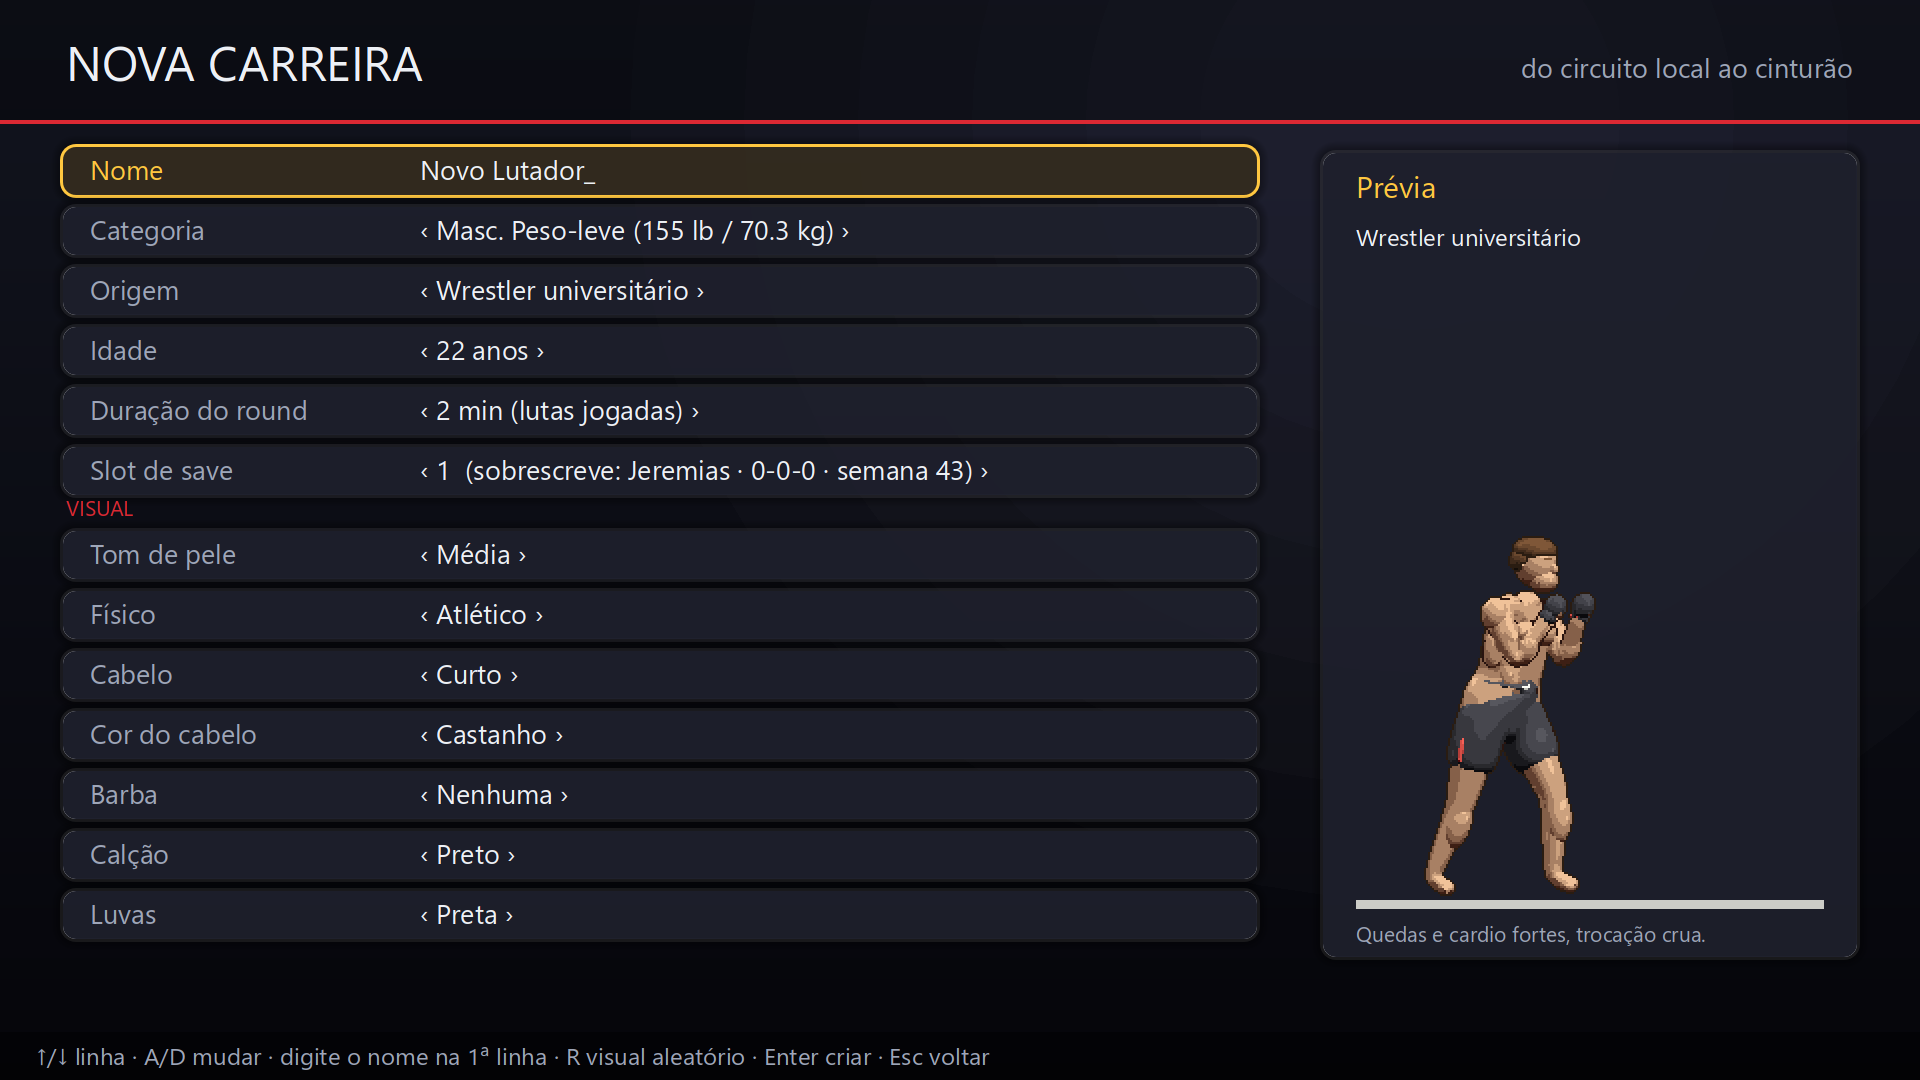 NOVA CARREIRA
do circuito local ao cinturão
Nome Novo Lutador_
Categoria ‹ Masc. Peso-leve (155 lb / 70.3 kg) ›
Origem ‹ Wrestler universitário ›
Idade ‹ 22 anos ›
Duração do round ‹ 2 min (lutas jogadas) ›
Slot de save ‹ 1 (sobrescreve: Jeremias · 0-0-0 · semana 43) ›
VISUAL
Tom de pele ‹ Média ›
Físico ‹ Atlético ›
Cabelo ‹ Curto ›
Cor do cabelo ‹ Castanho ›
Barba ‹ Nenhuma ›
Calção ‹ Preto ›
Luvas ‹ Preta ›
Prévia
Wrestler universitário
Quedas e cardio fortes, trocação crua.
↑/↓ linha · A/D mudar · digite o nome na 1ª linha · R visual aleatório · Enter criar · Esc voltar